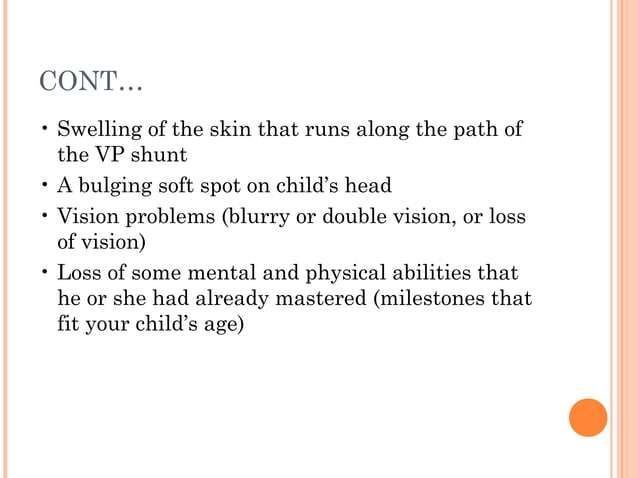 CONT…
• Swelling of the skin that runs along the path of
the VP shunt
• A bulging soft spot on child’s head
• Vision problems (blurry or double vision, or loss
of vision)
• Loss of some mental and physical abilities that
he or she had already mastered (milestones that
fit your child’s age)